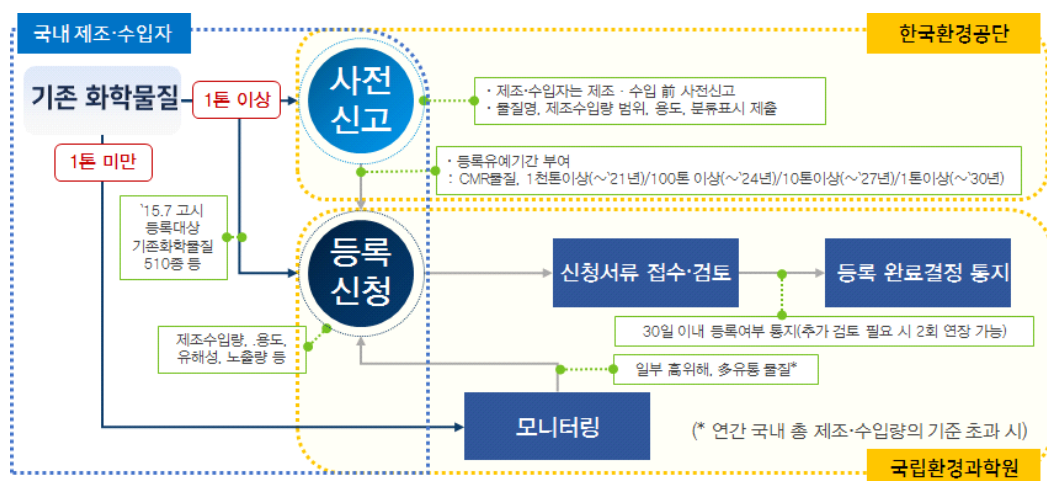 국내 제조·수입자
한국환경공단
기존 화학물질
1톤 이상
사전
신고
· 제조·수입자는 제조 · 수입 前 사전신고
· 물질명, 제조수입량 범위, 용도, 분류표시 제출
1톤 미만
· 등록유예기간 부여
: CMR물질, 1천톤이상(~'21년)/100톤 이상(~'24년)/10톤이상(~'27년)/1톤이상(~'30년)
'15.7 고시
등록대상
기존화학물질
510종 등
등록
신청
신청서류 접수·검토
등록 완료결정 통지
제조수입량, .용도,
유해성, 노출량 등
30일 이내 등록여부 통지(추가 검토 필요 시 2회 연장 가능)
일부 高위해, 多유통 물질*
모니터링
(* 연간 국내 총 제조·수입량의 기준 초과 시)
국립환경과학원